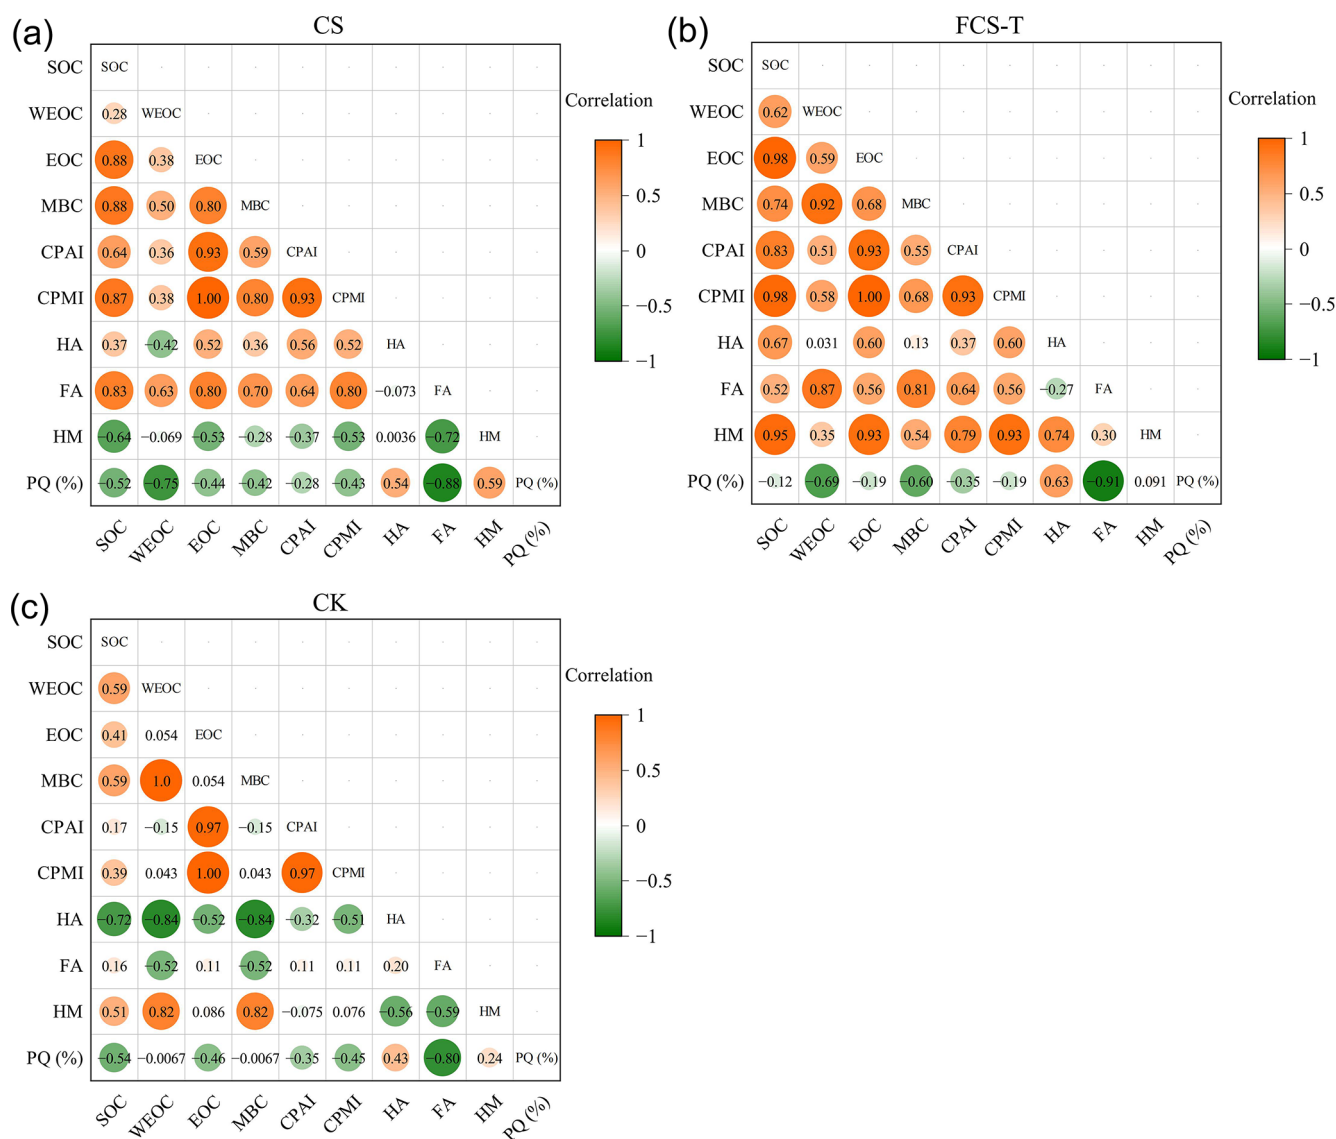 (a)
CS
SOC SOC
WEOC 0.28 WEOC
EOC 0.88 0.38 EOC
MBC 0.88 0.50 0.80 MBC
CPAI 0.64 0.36 0.93 0.59 CPAI
CPMI 0.87 0.38 1.00 0.80 0.93 CPMI
HA 0.37 −0.42 0.52 0.36 0.56 0.52 HA
FA 0.83 0.63 0.80 0.70 0.64 0.80 −0.073 FA
HM −0.64 −0.069 −0.53 −0.28 −0.37 −0.53 0.0036 −0.72 HM
PQ (%) −0.52 −0.75 −0.44 −0.42 −0.28 −0.43 0.54 −0.88 0.59 PQ (%)
SOC WEOC EOC MBC CPAI CPMI HA FA HM PQ (%)
Correlation
1
0.5
0
−0.5
−1
(b)
FCS-T
SOC SOC
WEOC 0.62 WEOC
EOC 0.98 0.59 EOC
MBC 0.74 0.92 0.68 MBC
CPAI 0.83 0.51 0.93 0.55 CPAI
CPMI 0.98 0.58 1.00 0.68 0.93 CPMI
HA 0.67 0.031 0.60 0.13 0.37 0.60 HA
FA 0.52 0.87 0.56 0.81 0.64 0.56 −0.27 FA
HM 0.95 0.35 0.93 0.54 0.79 0.93 0.74 0.30 HM
PQ (%) −0.12 −0.69 −0.19 −0.60 −0.35 −0.19 0.63 −0.91 0.091 PQ (%)
SOC WEOC EOC MBC CPAI CPMI HA FA HM PQ (%)
Correlation
1
0.5
0
−0.5
−1
(c)
CK
SOC SOC
WEOC 0.59 WEOC
EOC 0.41 0.054 EOC
MBC 0.59 1.0 0.054 MBC
CPAI 0.17 −0.15 0.97 −0.15 CPAI
CPMI 0.39 0.043 1.00 0.043 0.97 CPMI
HA −0.72 −0.84 −0.52 −0.84 −0.32 −0.51 HA
FA 0.16 −0.52 0.11 −0.52 0.11 0.11 0.20 FA
HM 0.51 0.82 0.086 0.82 −0.075 0.076 −0.56 −0.59 HM
PQ (%) −0.54 −0.0067 −0.46 −0.0067 −0.35 −0.45 0.43 −0.80 0.24 PQ (%)
SOC WEOC EOC MBC CPAI CPMI HA FA HM PQ (%)
Correlation
1
0.5
0
−0.5
−1